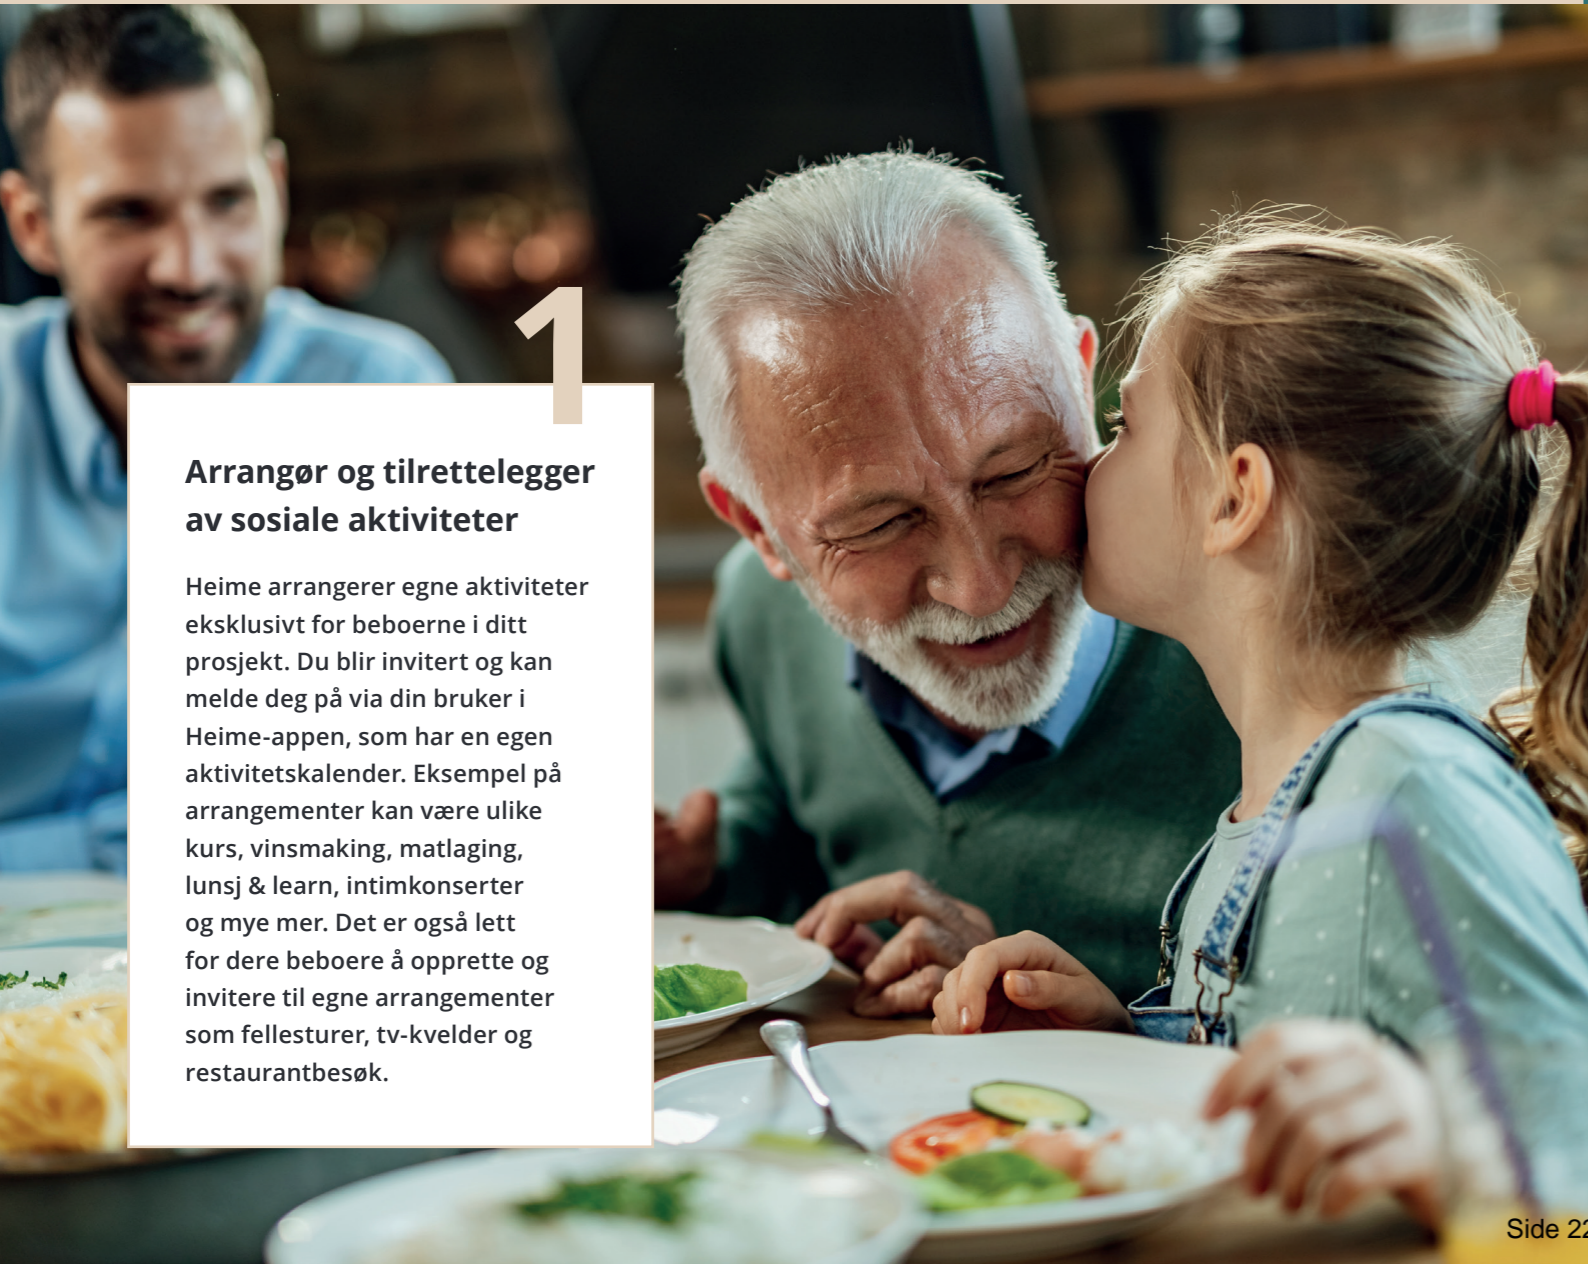 1
Arrangør og tilrettelegger
av sosiale aktiviteter
Heime arrangerer egne aktiviteter
eksklusivt for beboerne i ditt
prosjekt. Du blir invitert og kan
melde deg på via din bruker i
Heime-appen, som har en egen
aktivitetskalender. Eksempel på
arrangementer kan være ulike
kurs, vinsmaking, matlaging,
lunsj & learn, intimkonserter
og mye mer. Det er også lett
for dere beboere å opprette og
invitere til egne arrangementer
som fellesturer, tv-kvelder og
restaurantbesøk.
Side 22